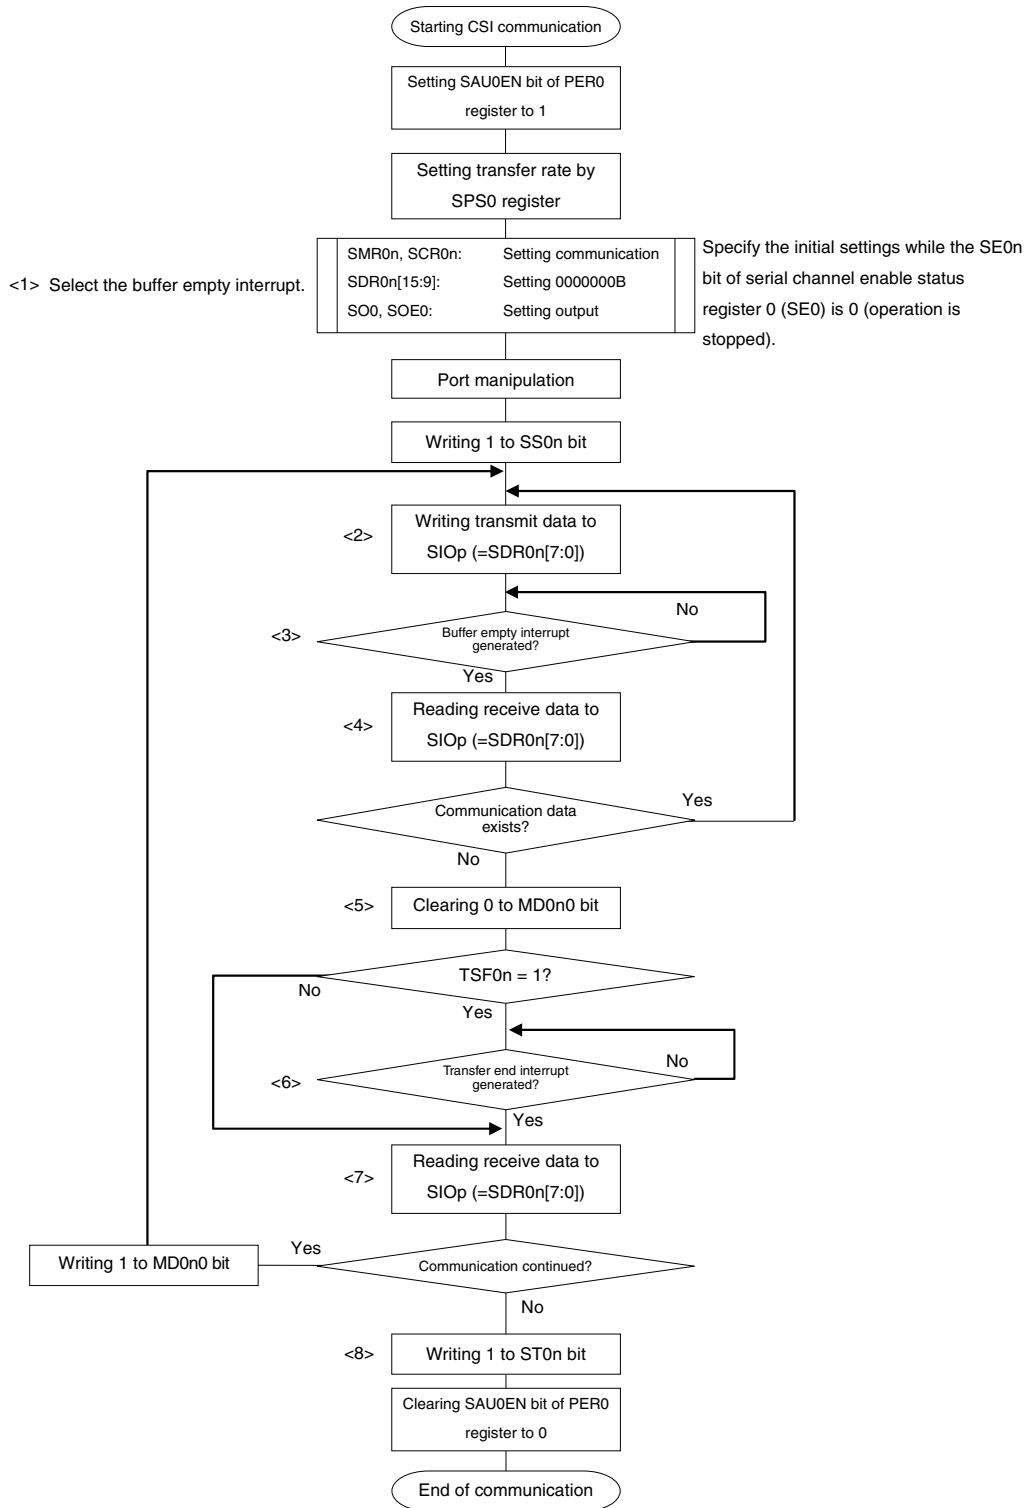 Starting CSI communication
Setting SAU0EN bit of PER0
register to 1
Setting transfer rate by
SPS0 register
<1> Select the buffer empty interrupt.
SMR0n, SCR0n: Setting communication
SDR0n[15:9]: Setting 0000000B
SO0, SOE0: Setting output
Specify the initial settings while the SE0n
bit of serial channel enable status
register 0 (SE0) is 0 (operation is
stopped).
Port manipulation
Writing 1 to SS0n bit
<2>
Writing transmit data to
SIOp (=SDR0n[7:0])
No
<3>
Buffer empty interrupt
generated?
Yes
<4>
Reading receive data to
SIOp (=SDR0n[7:0])
Communication data
exists?
Yes
No
<5>
Clearing 0 to MD0n0 bit
TSF0n = 1?
No
Yes
<6>
Transfer end interrupt
generated?
No
Yes
<7>
Reading receive data to
SIOp (=SDR0n[7:0])
Writing 1 to MD0n0 bit
Yes
Communication continued?
No
<8>
Writing 1 to ST0n bit
Clearing SAU0EN bit of PER0
register to 0
End of communication